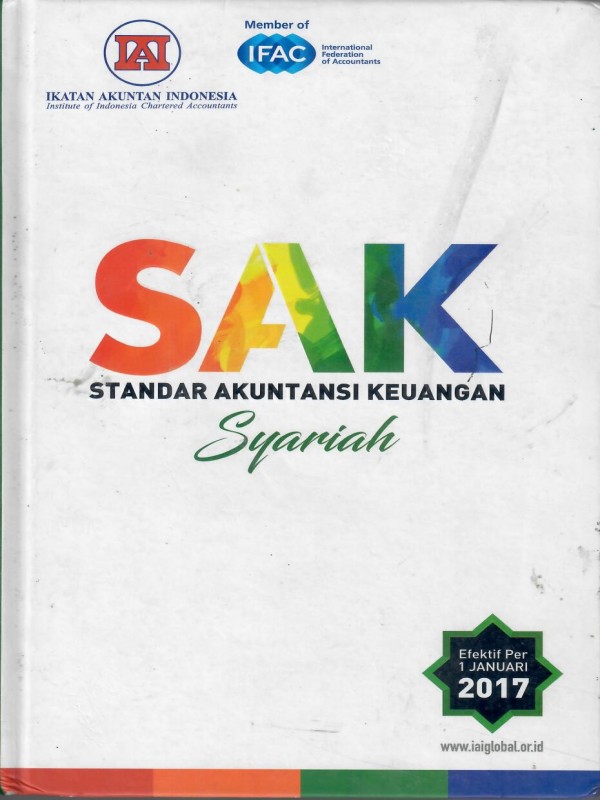 IAI
IKATAN AKUNTAN INDONESIA
Institute of Indonesia Chartered Accountants
Member of
IFAC
International
Federation
of Accountants
SAK
STANDAR AKUNTANSI KEUANGAN
Syariah
Efektif Per
1 JANUARI
2017
www.iaiglobal.or.id